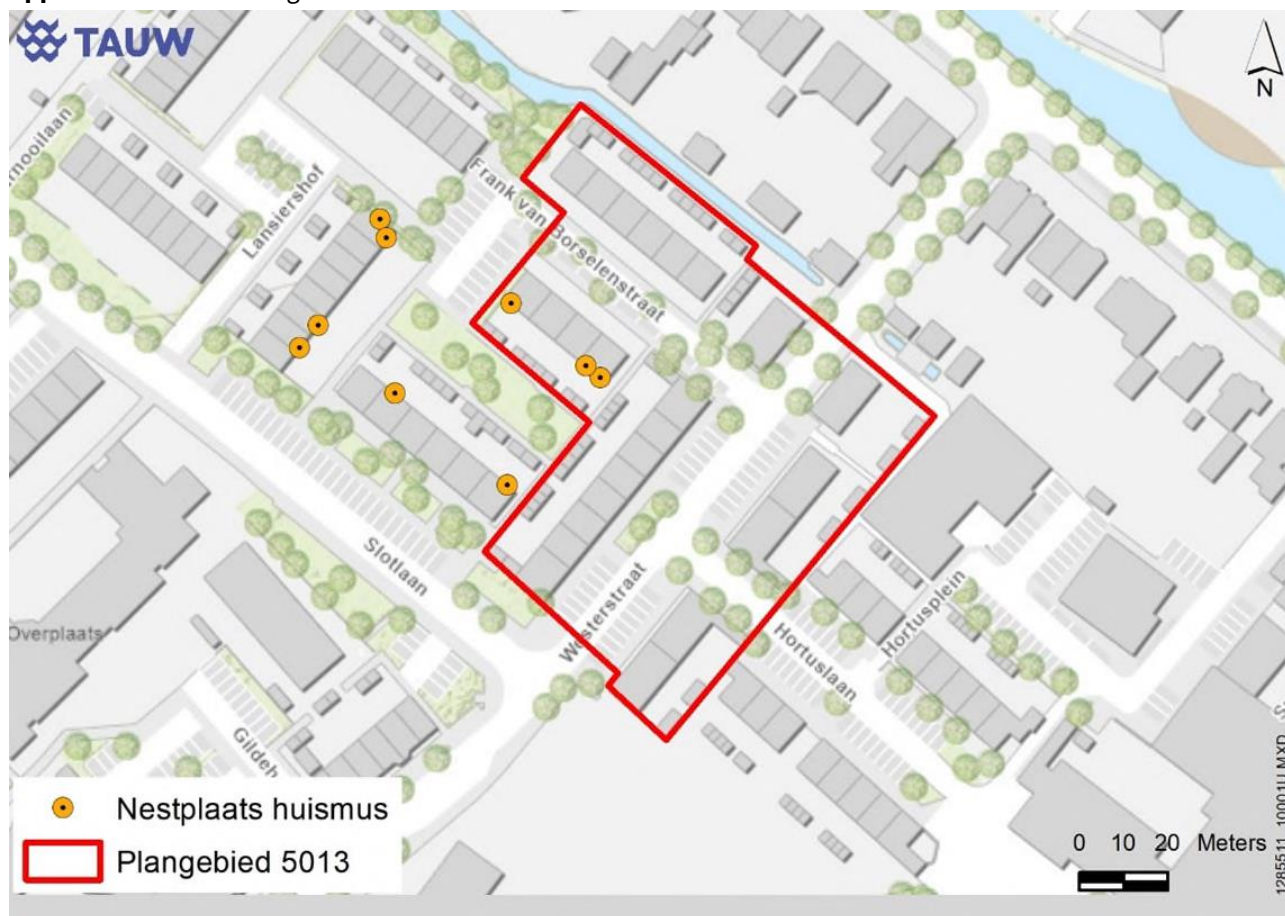 TAUW
N
Lansiershof
Frank van Borselenstraat
Slotlaan
Westerstraat
Overplaats
Hortusplein
Hortuslaan
Nestplaats huismus
Plangebied 5013
0 10 20 Meters